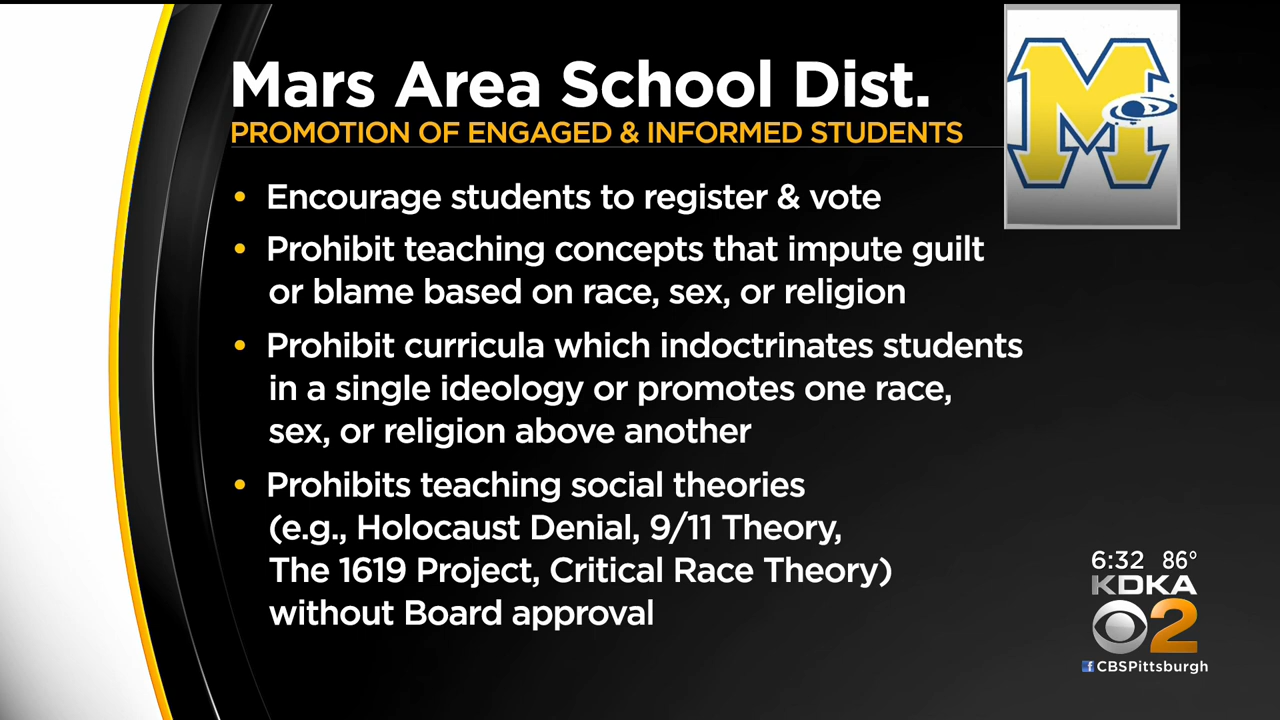 Mars Area School Dist.
PROMOTION OF ENGAGED & INFORMED STUDENTS
M
• Encourage students to register & vote
• Prohibit teaching concepts that impute guilt
or blame based on race, sex, or religion
• Prohibit curricula which indoctrinates students
in a single ideology or promotes one race,
sex, or religion above another
• Prohibits teaching social theories
(e.g., Holocaust Denial, 9/11 Theory,
The 1619 Project, Critical Race Theory)
without Board approval
6:32 86°
KDKA
2
f CBSPittsburgh